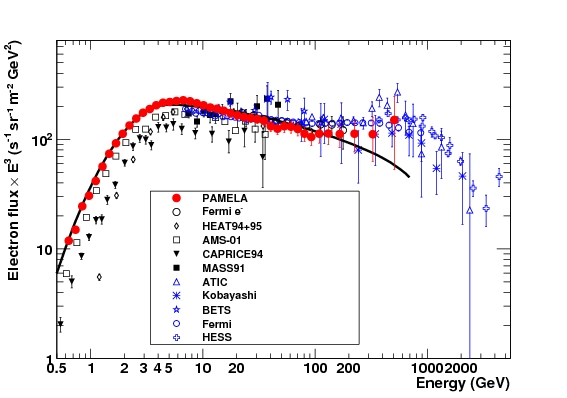 Electron flux × E³ (s⁻¹ sr⁻¹ m⁻² GeV²)
10²
10
1
PAMELA
Fermi e⁻
HEAT94+95
AMS-01
CAPRICE94
MASS91
ATIC
Kobayashi
BETS
Fermi
HESS
0.5 1 2 3 4 5 10 20 100 200 1000 2000
Energy (GeV)